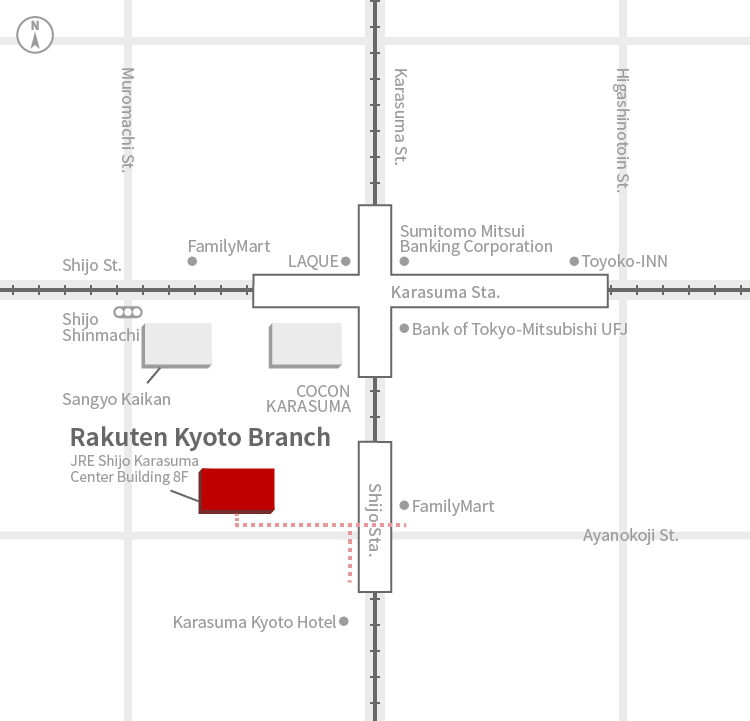 N
Muromachi St.
Karasuma St.
Higashinotoin St.
Sumitomo Mitsui
Banking Corporation
FamilyMart
LAQUE
Toyoko-INN
Shijo St.
Karasuma Sta.
Shijo
Shinmachi
Bank of Tokyo-Mitsubishi UFJ
Sangyo Kaikan
COCON
KARASUMA
Rakuten Kyoto Branch
JRE Shijo Karasuma
Center Building 8F
Shijo Sta.
FamilyMart
Ayanokoji St.
Karasuma Kyoto Hotel